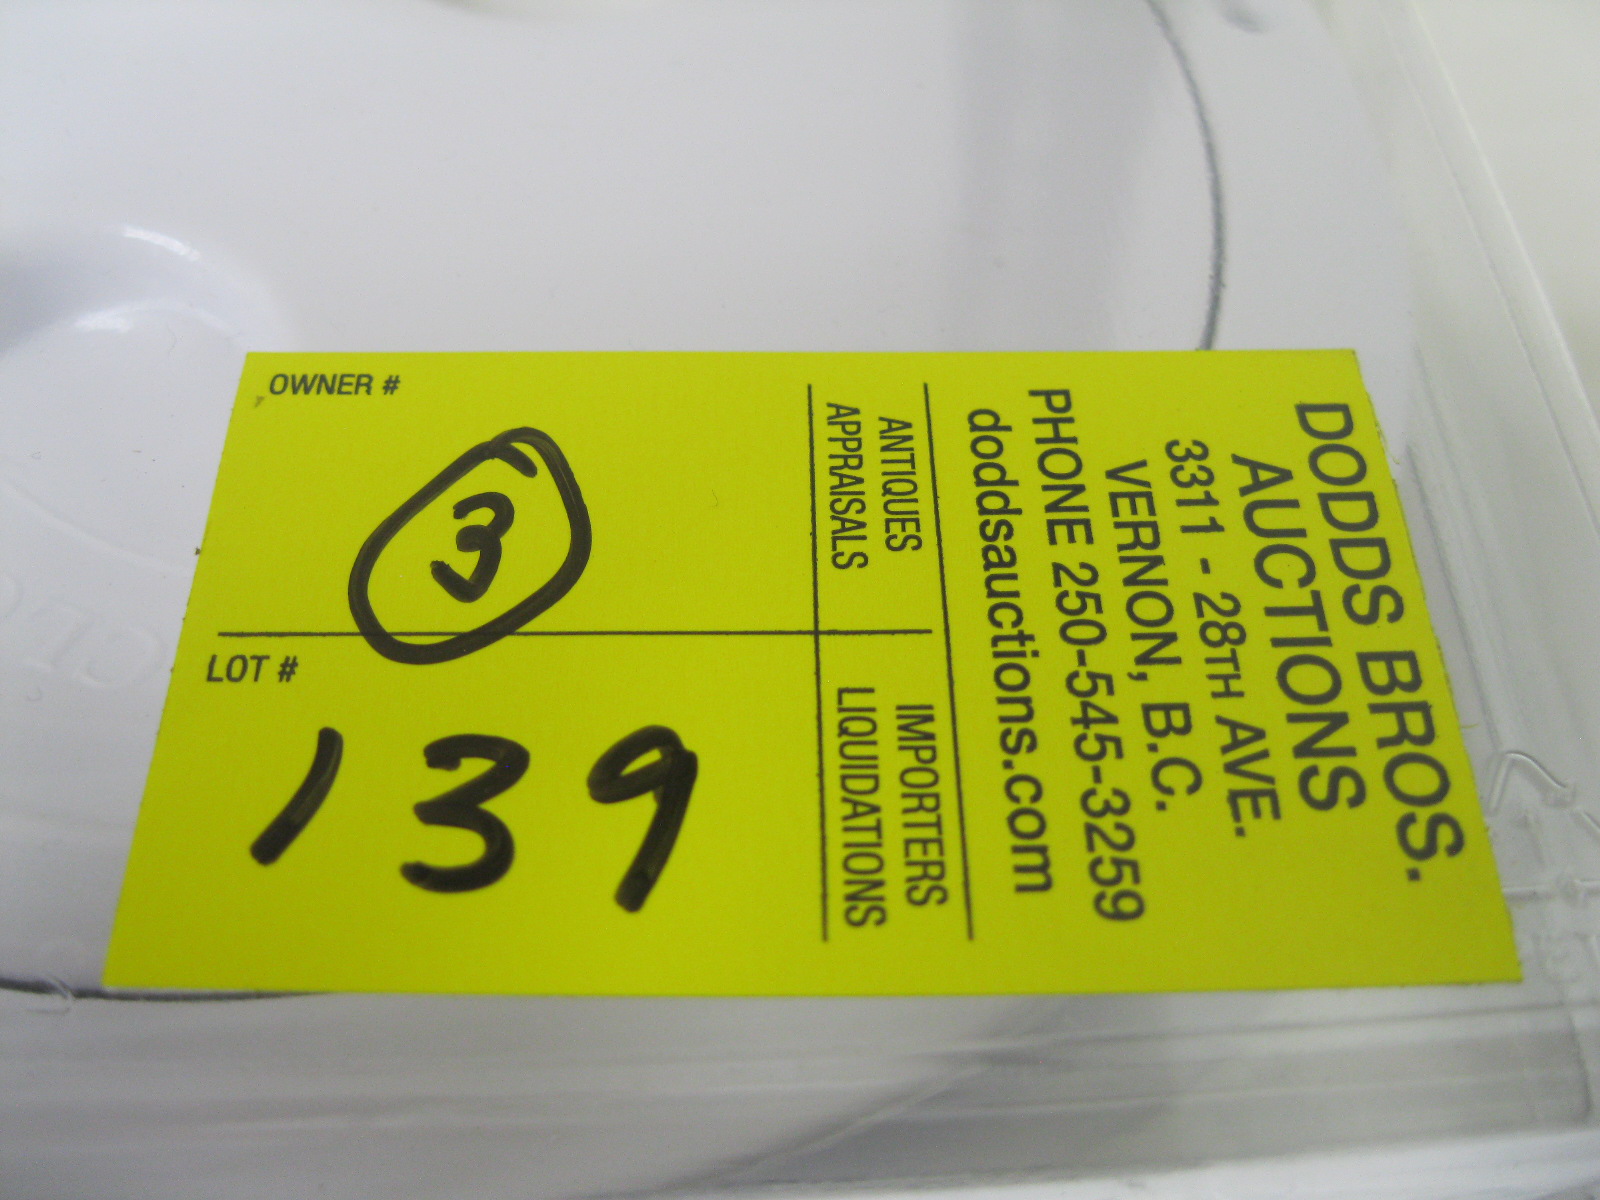 DODDS BROS.
AUCTIONS
3311 - 28TH AVE.
VERNON, B.C.
PHONE 250-545-3259
doddsauctions.com
ANTIQUES
APPRAISALS
IMPORTERS
LIQUIDATIONS
OWNER #
3
LOT #
139